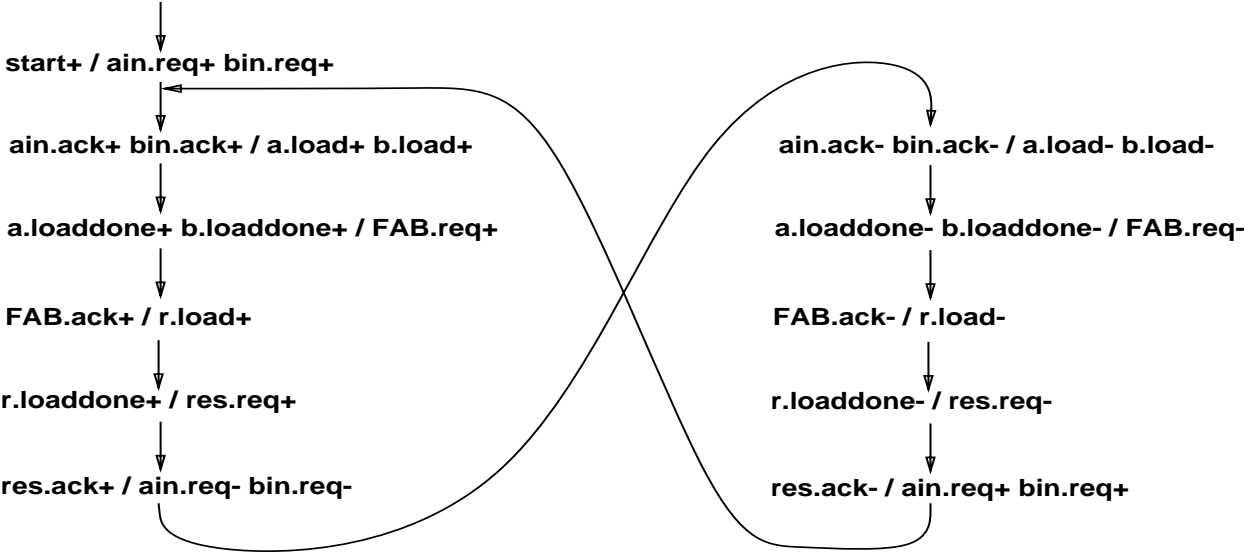 start+ / ain.req+ bin.req+
ain.ack+ bin.ack+ / a.load+ b.load+
a.loaddone+ b.loaddone+ / FAB.req+
FAB.ack+ / r.load+
r.loaddone+ / res.req+
res.ack+ / ain.req- bin.req-
ain.ack- bin.ack- / a.load- b.load-
a.loaddone- b.loaddone- / FAB.req-
FAB.ack- / r.load-
r.loaddone- / res.req-
res.ack- / ain.req+ bin.req+